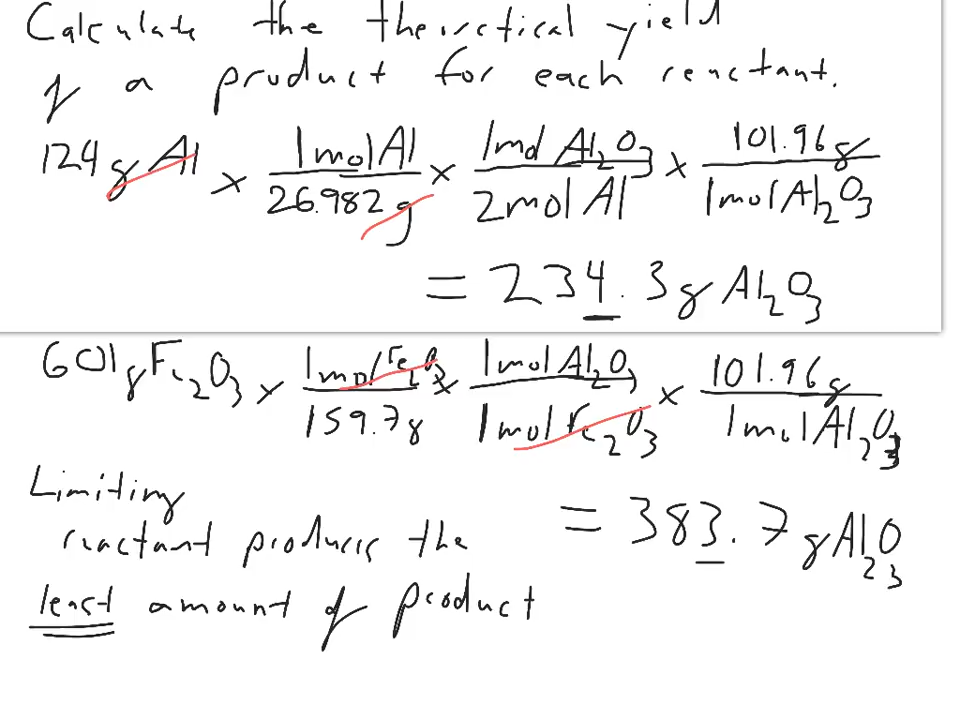 Calculate the theoretical yield
of a product for each reactant.
124 g Al × 1 mol Al / 26.982 g × 1 mol Al₂O₃ / 2 mol Al × 101.96 g / 1 mol Al₂O₃
= 234.3 g Al₂O₃
601 g Fe₂O₃ × 1 mol Fe₂O₃ / 159.7 g × 1 mol Al₂O₃ / 1 mol Fe₂O₃ × 101.96 g / 1 mol Al₂O₃
= 383.7 g Al₂O₃
Limiting
reactant produces the
least amount of product